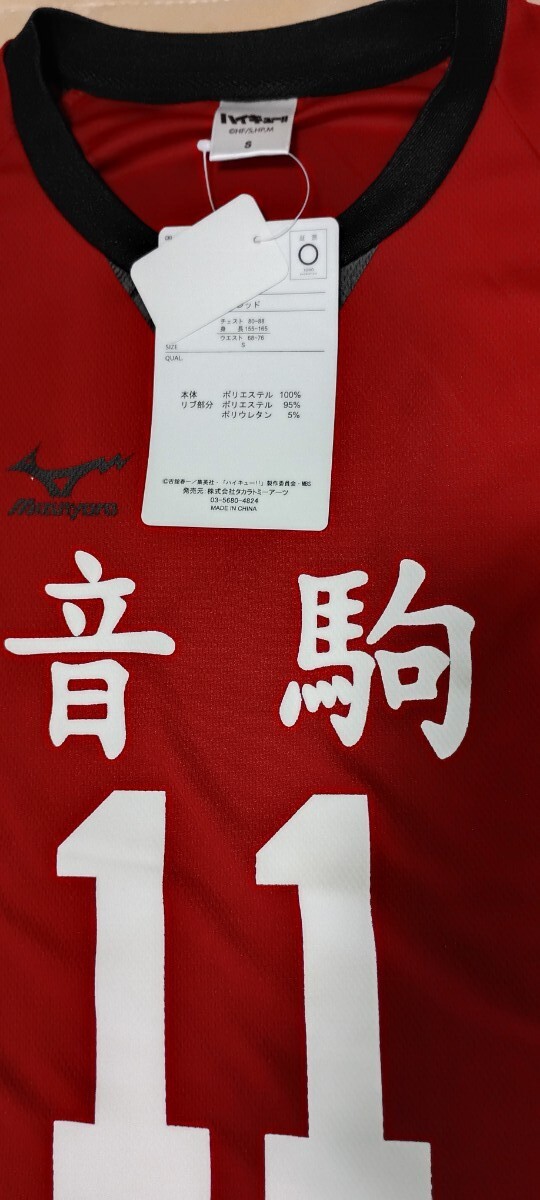 ハイキュー!!
S
ッド
チェスト 80~88
身 長 155~165
ウエスト 68~76
SIZE S
QUAL.
本体 ポリエステル 100%
リブ部分 ポリエステル 95%
ポリウレタン 5%
©古舘春一/集英社・「ハイキュー!!」製作委員会・MBS
発売元:株式会社タカラトミーアーツ
03-5680-4824
MADE IN CHINA
音駒
11